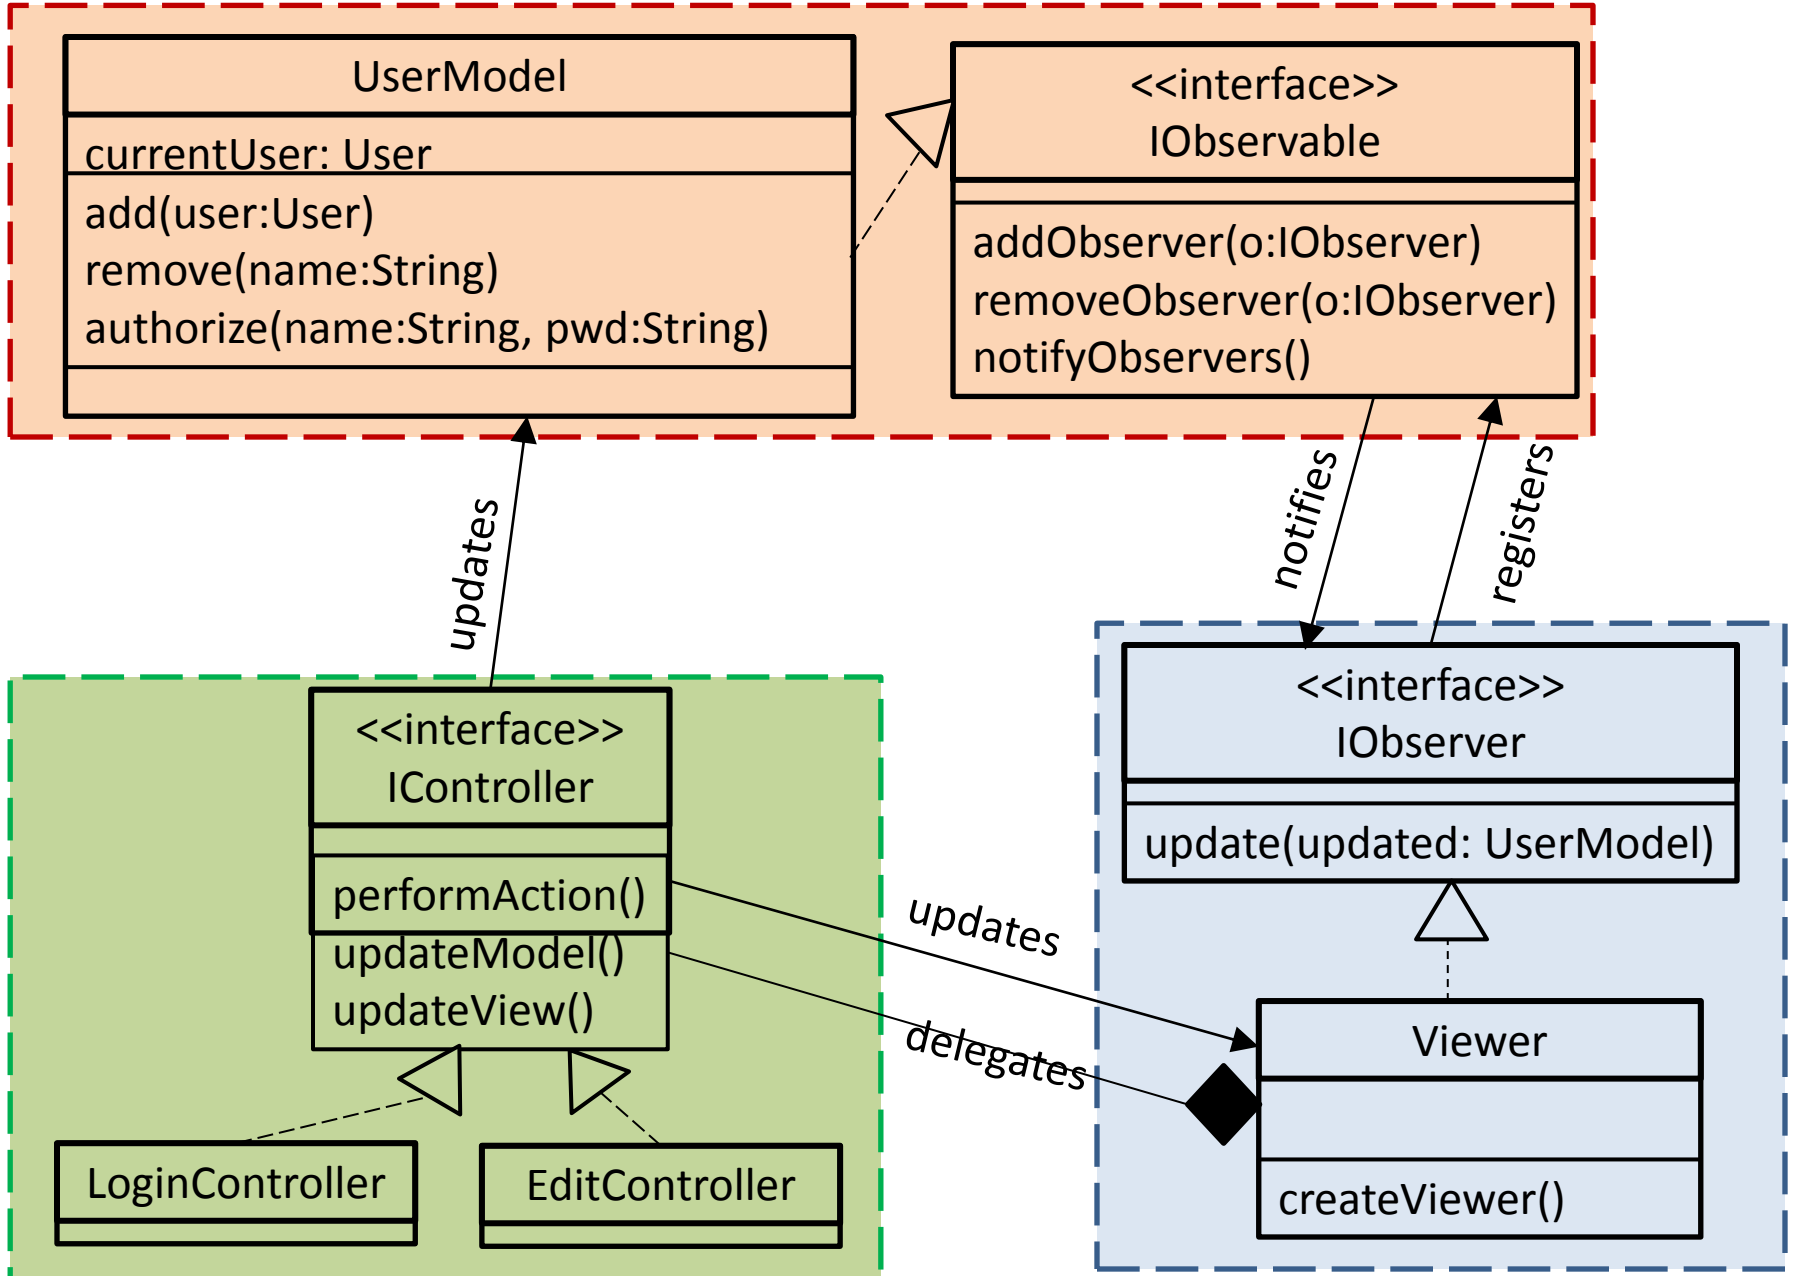 UserModel
currentUser: User
add(user:User)
remove(name:String)
authorize(name:String, pwd:String)
<<interface>>
IObservable
addObserver(o:IObserver)
removeObserver(o:IObserver)
notifyObservers()
updates
notifies
registers
<<interface>>
IController
performAction()
updateModel()
updateView()
LoginController
EditController
updates
delegates
<<interface>>
IObserver
update(updated: UserModel)
Viewer
createViewer()